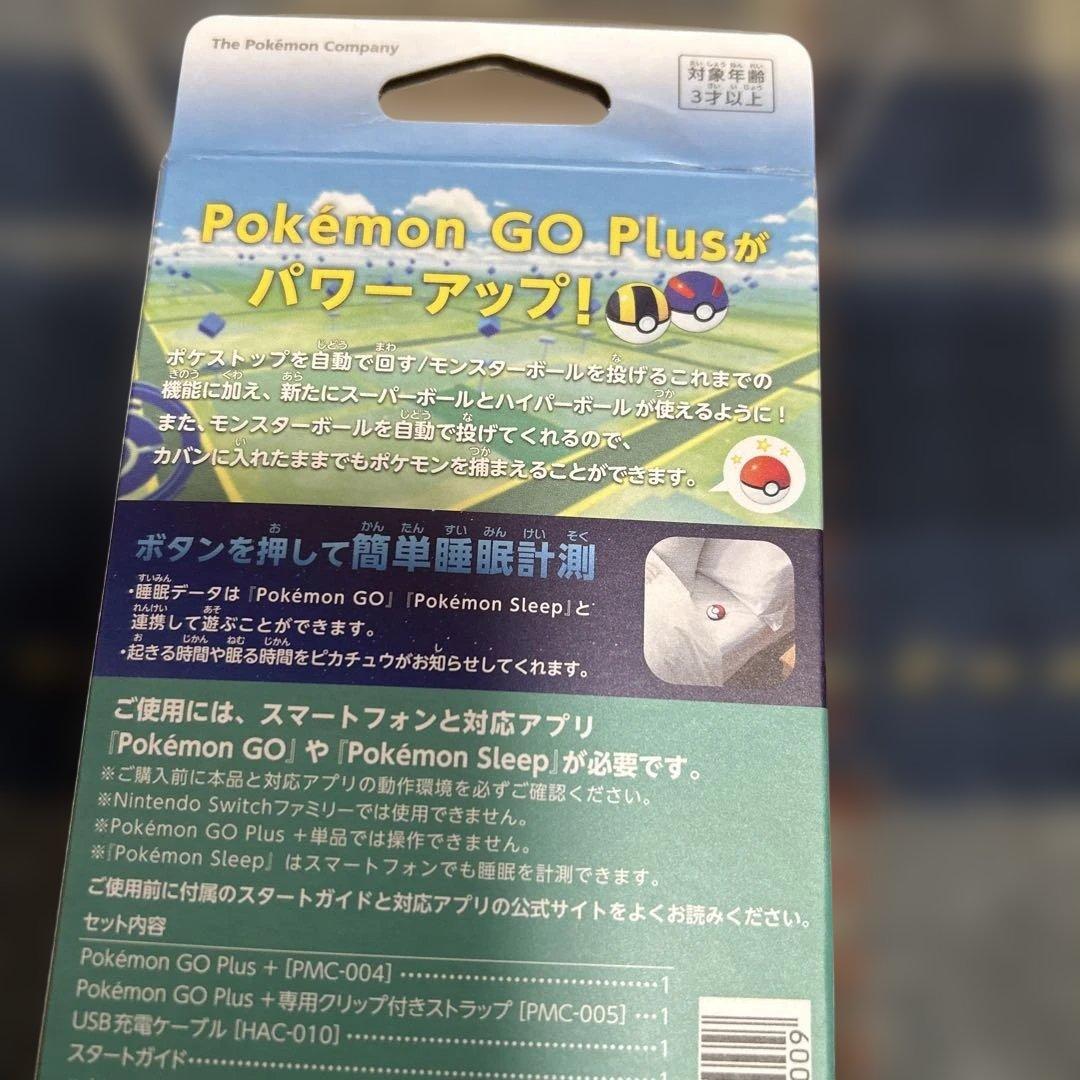 The Pokémon Company
対象年齢
3才以上
Pokémon GO Plusが
パワーアップ!
ポケストップを自動で回す/モンスターボールを投げるこれまでの
機能に加え、新たにスーパーボールとハイパーボールが使えるように!
また、モンスターボールを自動で投げてくれるので、
カバンに入れたままでもポケモンを捕まえることができます。
ボタンを押して簡単睡眠計測
・睡眠データは『Pokémon GO』『Pokémon Sleep』と
連携して遊ぶことができます。
・起きる時間や眠る時間をピカチュウがお知らせしてくれます。
ご使用には、スマートフォンと対応アプリ
『Pokémon GO』や『Pokémon Sleep』が必要です。
※ご購入前に本品と対応アプリの動作環境を必ずご確認ください。
※Nintendo Switchファミリーでは使用できません。
※Pokémon GO Plus +単品では操作できません。
※『Pokémon Sleep』はスマートフォンでも睡眠を計測できます。
ご使用前に付属のスタートガイドと対応アプリの公式サイトをよくお読みください。
セット内容
Pokémon GO Plus + [PMC-004] ……………………………1
Pokémon GO Plus +専用クリップ付きストラップ [PMC-005] …1
USB充電ケーブル [HAC-010] …………………………………1
スタートガイド……………………………………………………1